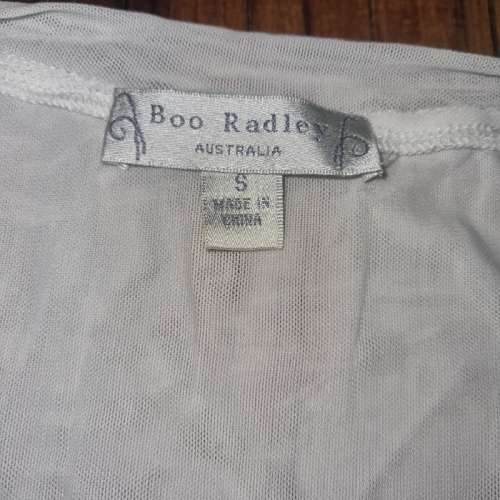 Boo Radley
AUSTRALIA
S
MADE IN
CHINA